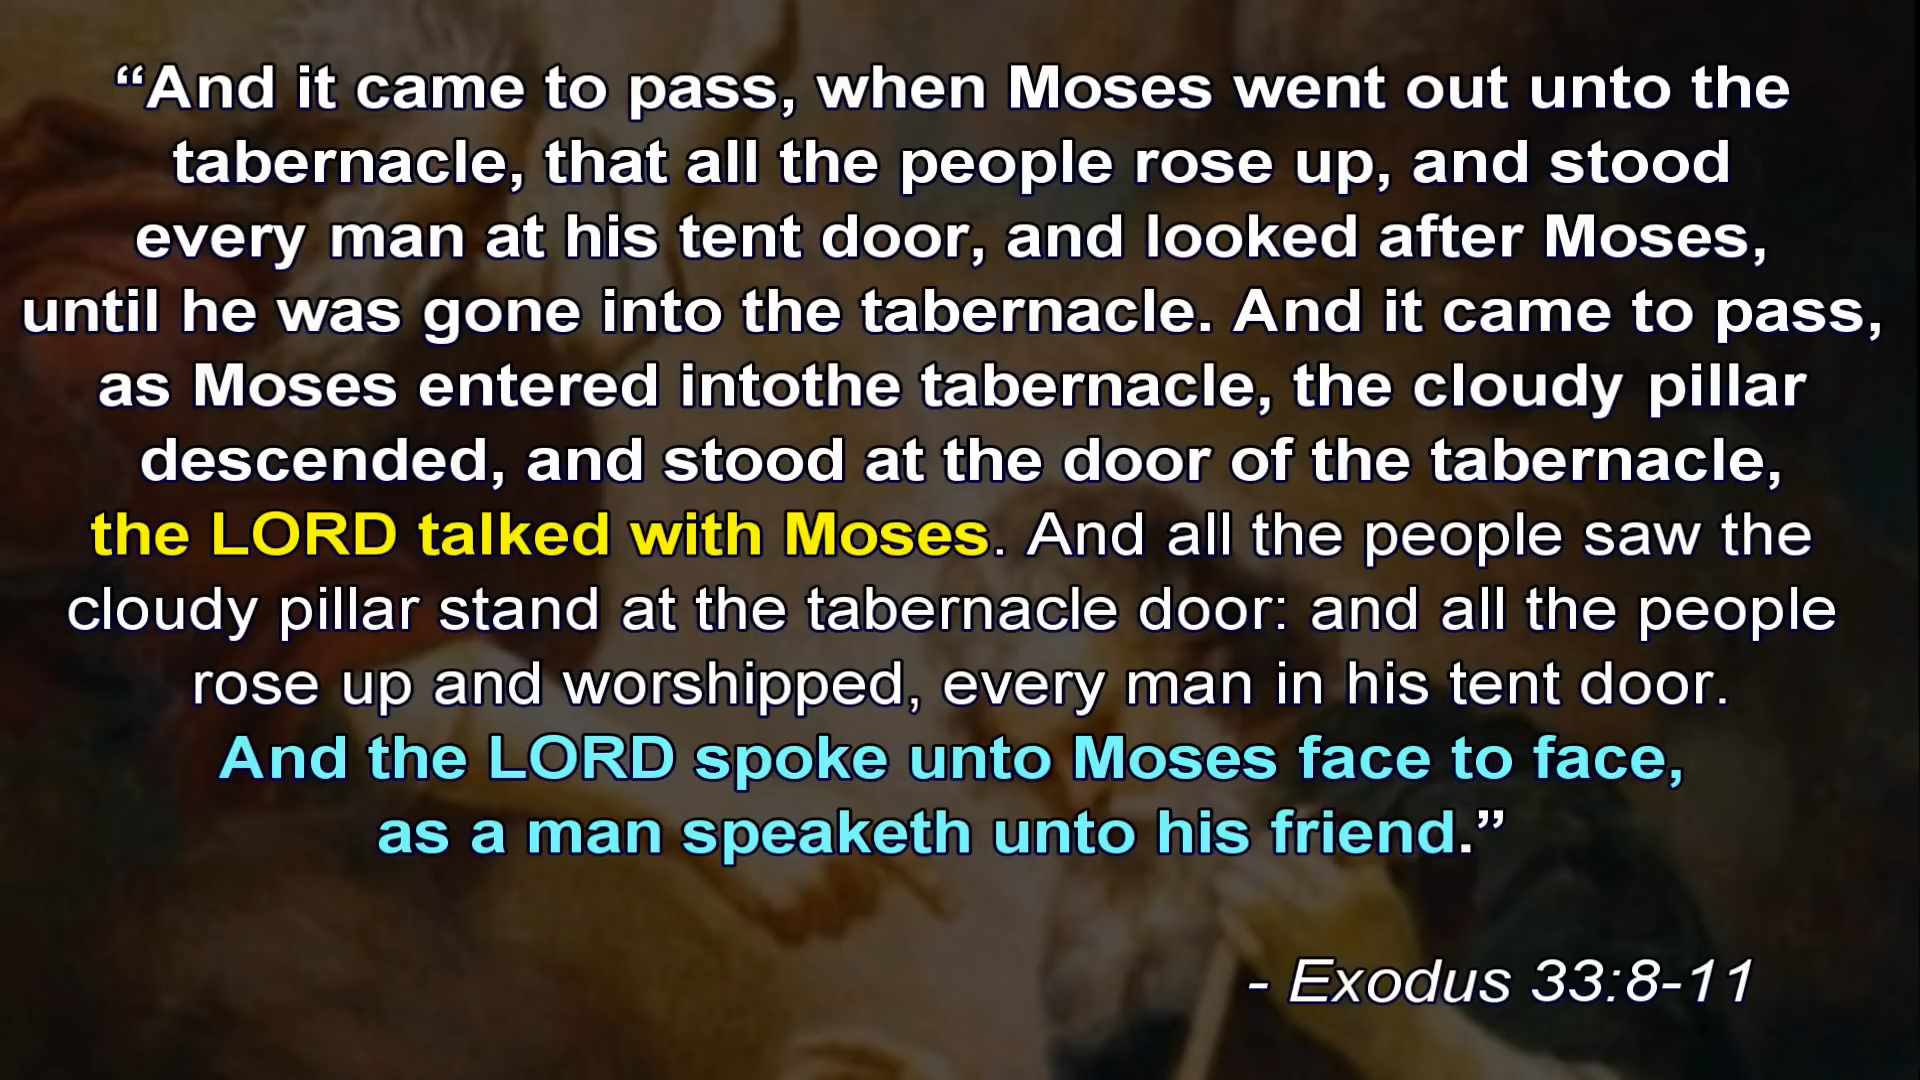 “And it came to pass, when Moses went out unto the
tabernacle, that all the people rose up, and stood
every man at his tent door, and looked after Moses,
until he was gone into the tabernacle. And it came to pass,
as Moses entered intothe tabernacle, the cloudy pillar
descended, and stood at the door of the tabernacle,
the LORD talked with Moses. And all the people saw the
cloudy pillar stand at the tabernacle door: and all the people
rose up and worshipped, every man in his tent door.
And the LORD spoke unto Moses face to face,
as a man speaketh unto his friend.”
- Exodus 33:8-11